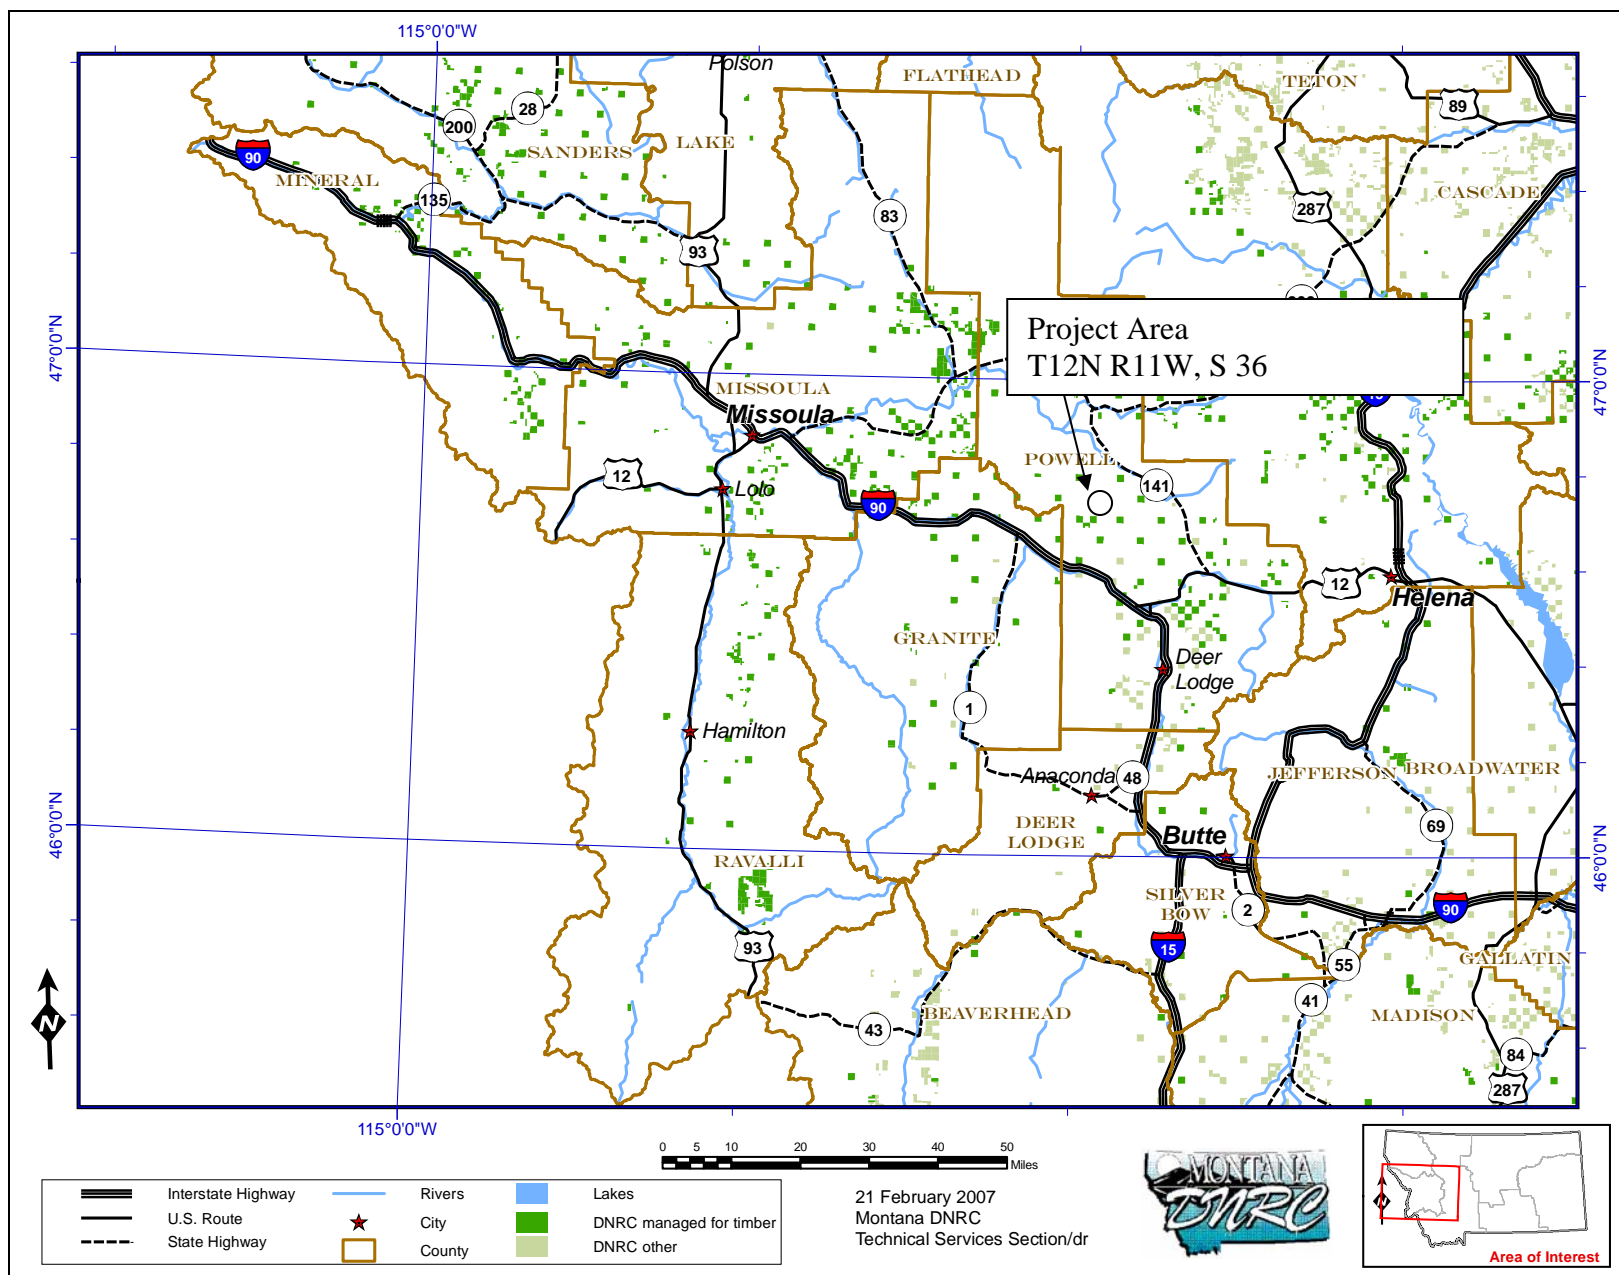 115°0'0"W
Polson
FLATHEAD
TETON
89
28
200
SANDERS
LAKE
90
MINERAL
CASCADE
135
83
287
93
Project Area
T12N R11W, S 36
47°0'0"N
47°0'0"N
MISSOULA
Missoula
POWELL
12
Lolo
141
90
12
Helena
GRANITE
Deer
Lodge
1
Hamilton
Anaconda
48
JEFFERSON
BROADWATER
46°0'0"N
46°0'0"N
DEER
LODGE
Butte
69
RAVALLI
SILVER
BOW
2
90
93
15
55
GALLATIN
41
N
43
BEAVERHEAD
MADISON
84
287
115°0'0"W
0 5 10 20 30 40 50
Miles
Interstate Highway
U.S. Route
State Highway
Rivers
City
County
Lakes
DNRC managed for timber
DNRC other
21 February 2007
Montana DNRC
Technical Services Section/dr
MONTANA
DNRC
Area of Interest